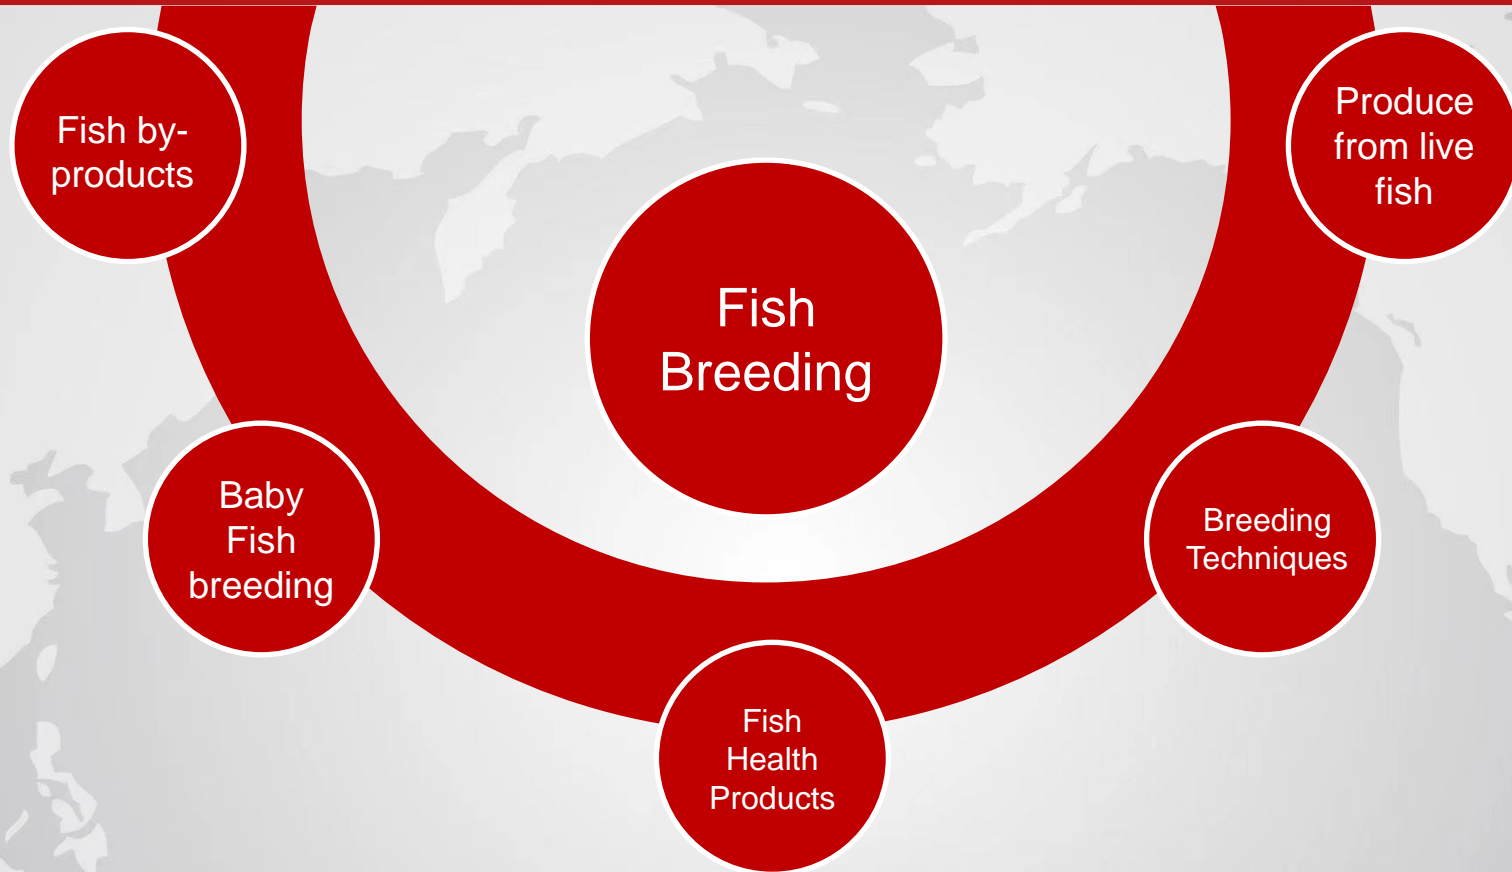 Fish by-
products
Produce
from live
fish
Fish
Breeding
Baby
Fish
breeding
Breeding
Techniques
Fish
Health
Products